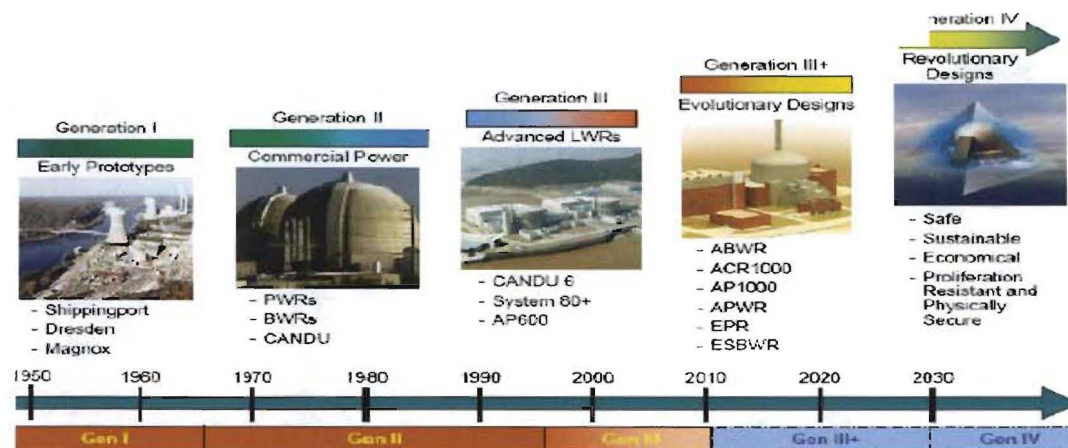 Generation I
Early Prototypes
- Shippingport
- Dresden
- Magnox
Generation II
Commercial Power
- PWRs
- BWRs
- CANDU
Generation III
Advanced LWRs
- CANDU 6
- System 80+
- AP600
Generation III+
Evolutionary Designs
- ABWR
- ACR1000
- AP1000
- APWR
- EPR
- ESBWR
neration IV
Revolutionary
Designs
- Safe
- Sustainable
- Economical
- Proliferation
Resistant and
Physically
Secure
1950 1960 1970 1980 1990 2000 2010 2020 2030
Gen I Gen II Gen III Gen III+ Gen IV